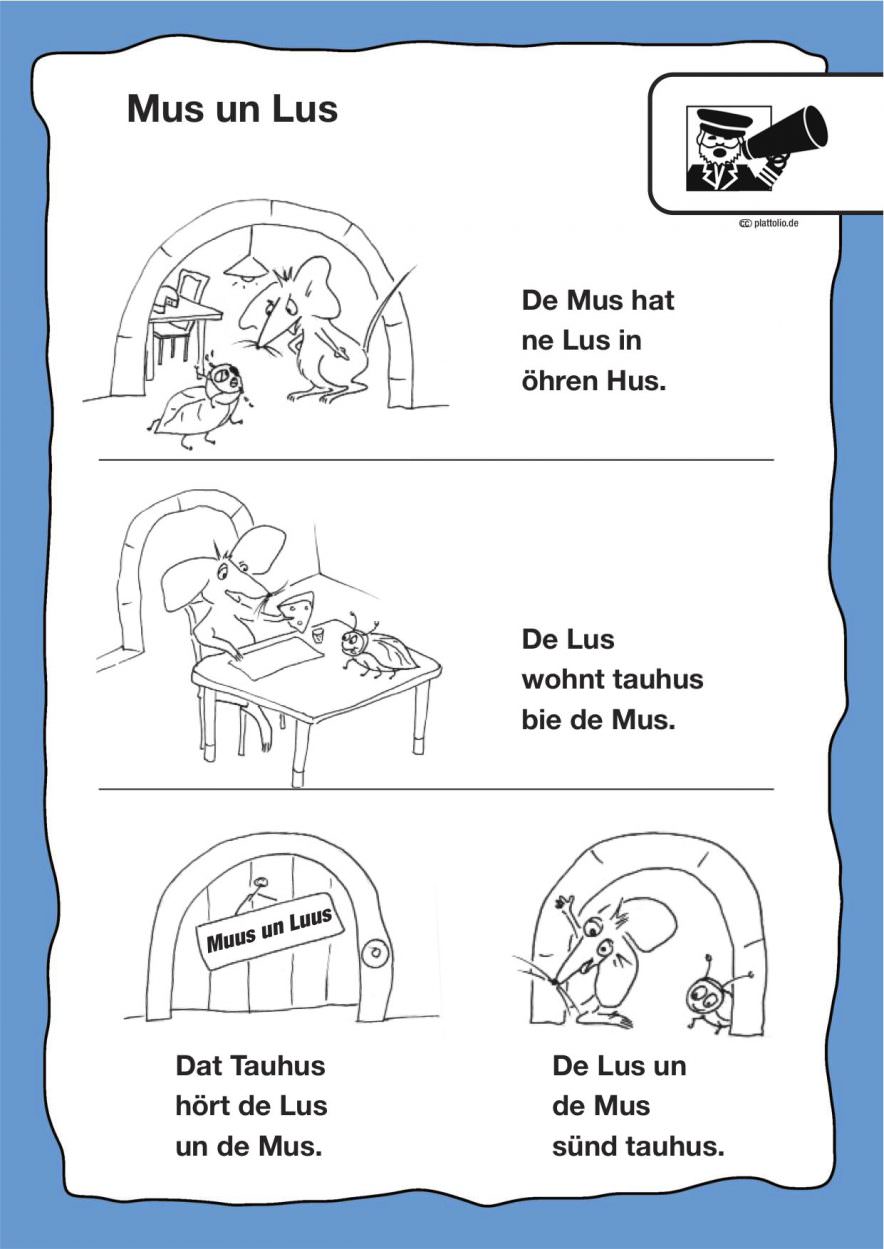 Mus un Lus
cc plattolio.de
De Mus hat
ne Lus in
öhren Hus.
De Lus
wohnt tauhus
bie de Mus.
Muus un Luus
Dat Tauhus
hört de Lus
un de Mus.
De Lus un
de Mus
sünd tauhus.